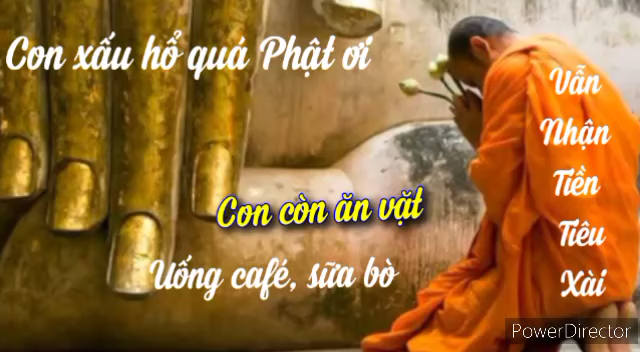 Con xấu hổ quá Phật ơi
Vẫn
Nhận
Tiền
Tiêu
Xài
Con còn ăn vặt
Uống café, sữa bò
PowerDirector